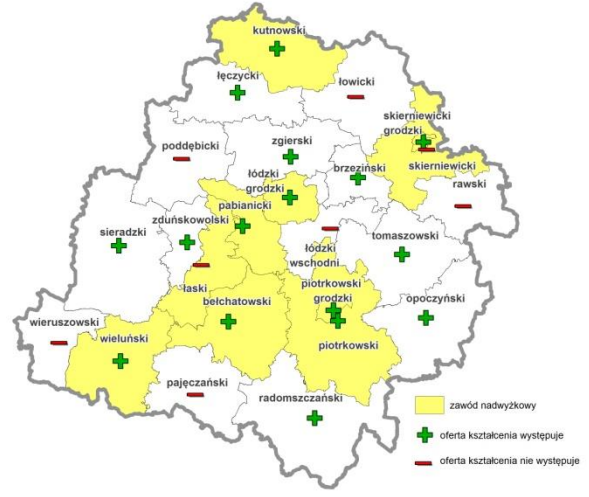 kutnowski
łęczycki
łowicki
skierniewicki
grodzki
poddębicki
zgierski
brzeziński
skierniewicki
rawski
łódzki
grodzki
pabianicki
zduńskowolski
sieradzki
łódzki
wschodni
tomaszowski
łaski
bełchatowski
piotrkowski
grodzki
opoczyński
wieruszowski
wieluński
piotrkowski
pajęczański
radomszczański
zawód nadwyżkowy
oferta kształcenia występuje
oferta kształcenia nie występuje